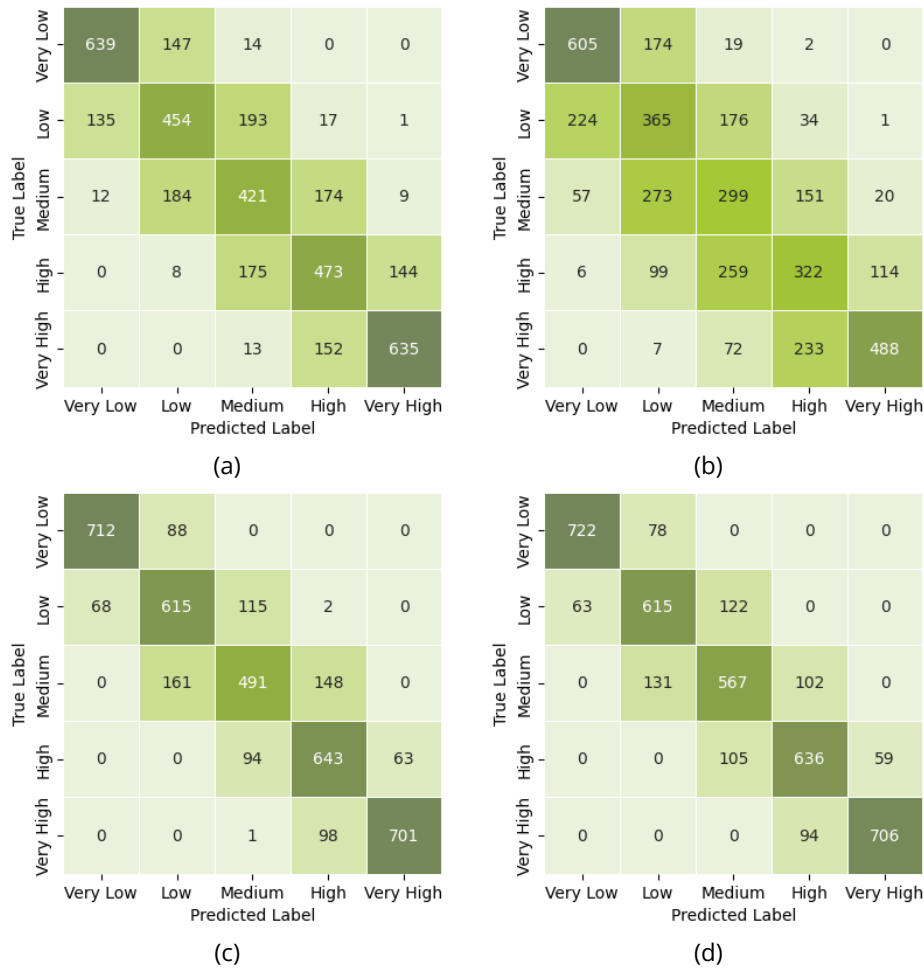 Very Low 639 147 14 0 0
Low 135 454 193 17 1
Medium 12 184 421 174 9
High 0 8 175 473 144
Very High 0 0 13 152 635
True Label
Very Low Low Medium High Very High
Predicted Label
(a)
Very Low 605 174 19 2 0
Low 224 365 176 34 1
Medium 57 273 299 151 20
High 6 99 259 322 114
Very High 0 7 72 233 488
True Label
Very Low Low Medium High Very High
Predicted Label
(b)
Very Low 712 88 0 0 0
Low 68 615 115 2 0
Medium 0 161 491 148 0
High 0 0 94 643 63
Very High 0 0 1 98 701
True Label
Very Low Low Medium High Very High
Predicted Label
(c)
Very Low 722 78 0 0 0
Low 63 615 122 0 0
Medium 0 131 567 102 0
High 0 0 105 636 59
Very High 0 0 0 94 706
True Label
Very Low Low Medium High Very High
Predicted Label
(d)